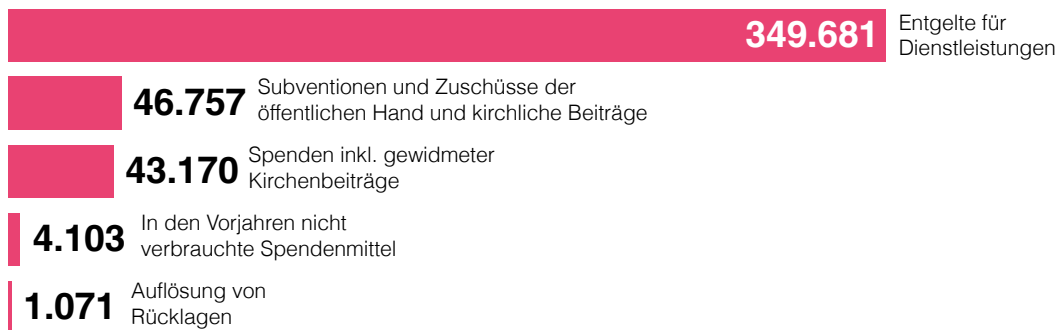 349.681 Entgelte für
Dienstleistungen
46.757 Subventionen und Zuschüsse der
öffentlichen Hand und kirchliche Beiträge
43.170 Spenden inkl. gewidmeter
Kirchenbeiträge
4.103 In den Vorjahren nicht
verbrauchte Spendenmittel
1.071 Auflösung von
Rücklagen